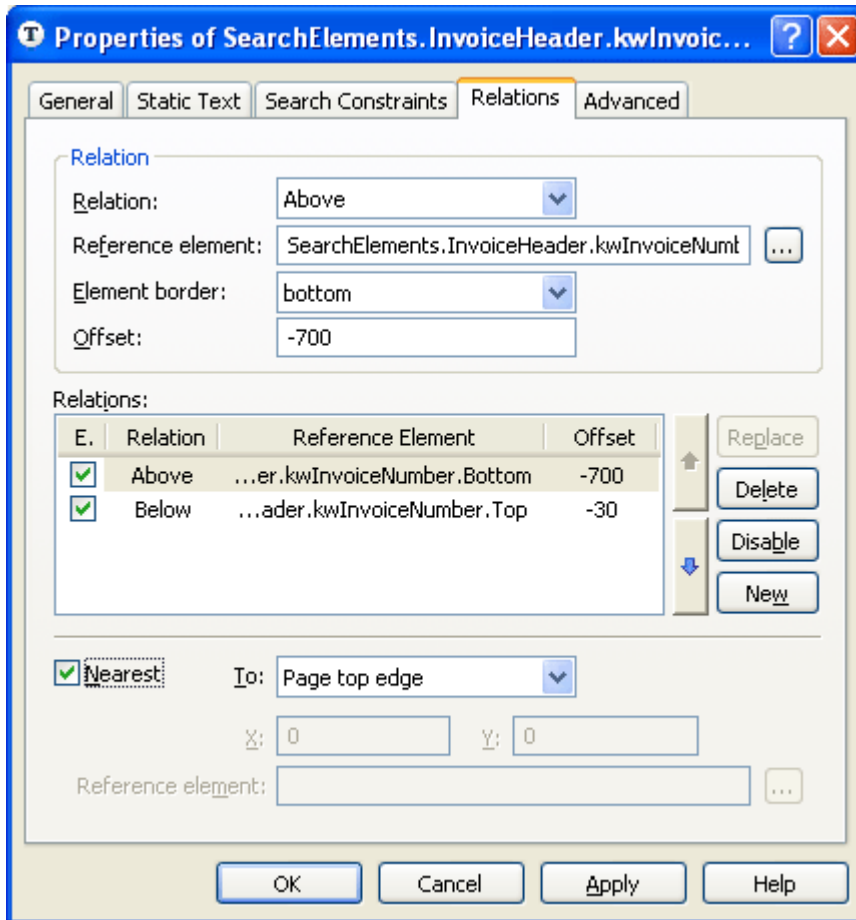 T Properties of SearchElements.InvoiceHeader.kwInvoic... ?
General Static Text Search Constraints Relations Advanced
Relation
Relation: Above
Reference element: SearchElements.InvoiceHeader.kwInvoiceNumb ...
Element border: bottom
Offset: -700
Relations:
E. Relation Reference Element Offset Replace
Above ...er.kwInvoiceNumber.Bottom -700 Delete
Below ...ader.kwInvoiceNumber.Top -30 Disable
New
Nearest To: Page top edge
X: 0 Y: 0
Reference element: ...
OK Cancel Apply Help